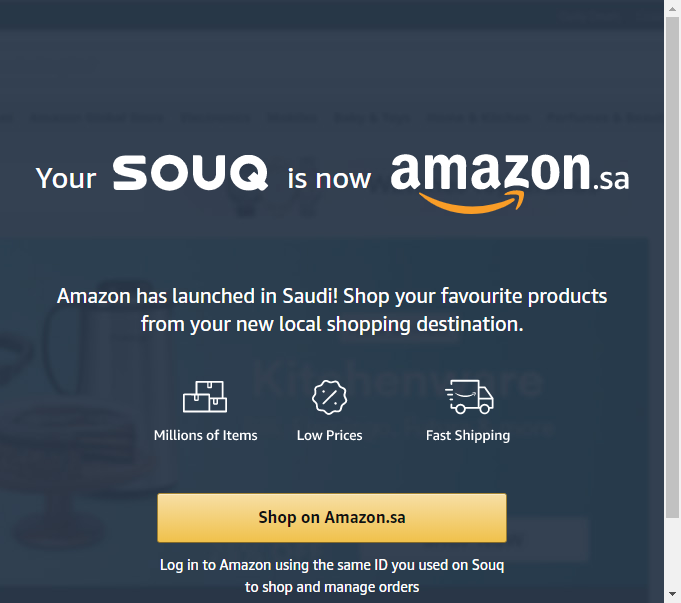 Your SOUQ is now amazon.sa
Amazon has launched in Saudi! Shop your favourite products
from your new local shopping destination.
Millions of Items Low Prices Fast Shipping
Kitchenware
Shop on Amazon.sa
Log in to Amazon using the same ID you used on Souq
to shop and manage orders